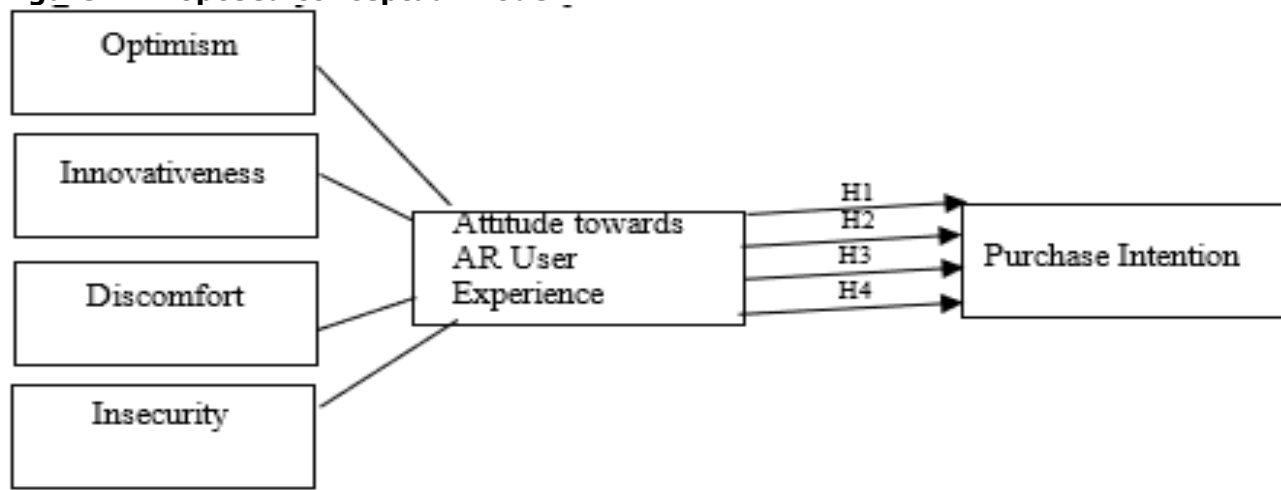 Optimism
Innovativeness
Discomfort
Insecurity
Attitude towards
AR User
Experience
H1
H2
H3
H4
Purchase Intention